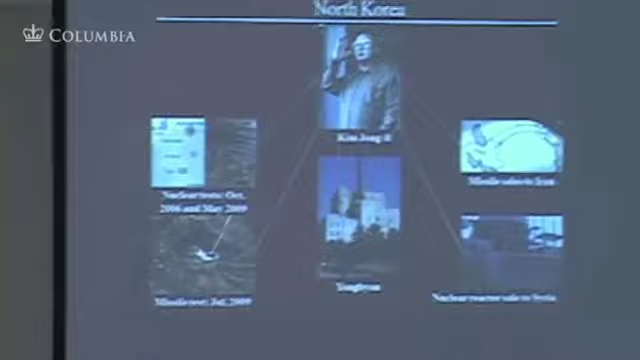 COLUMBIA
North Korea
Kim Jong Il
Nuclear tests: Oct.
2006 and May 2009
Missile sales to Iran
Missile test: Jul. 2009
Yongbyon
Nuclear reactor sale to Syria